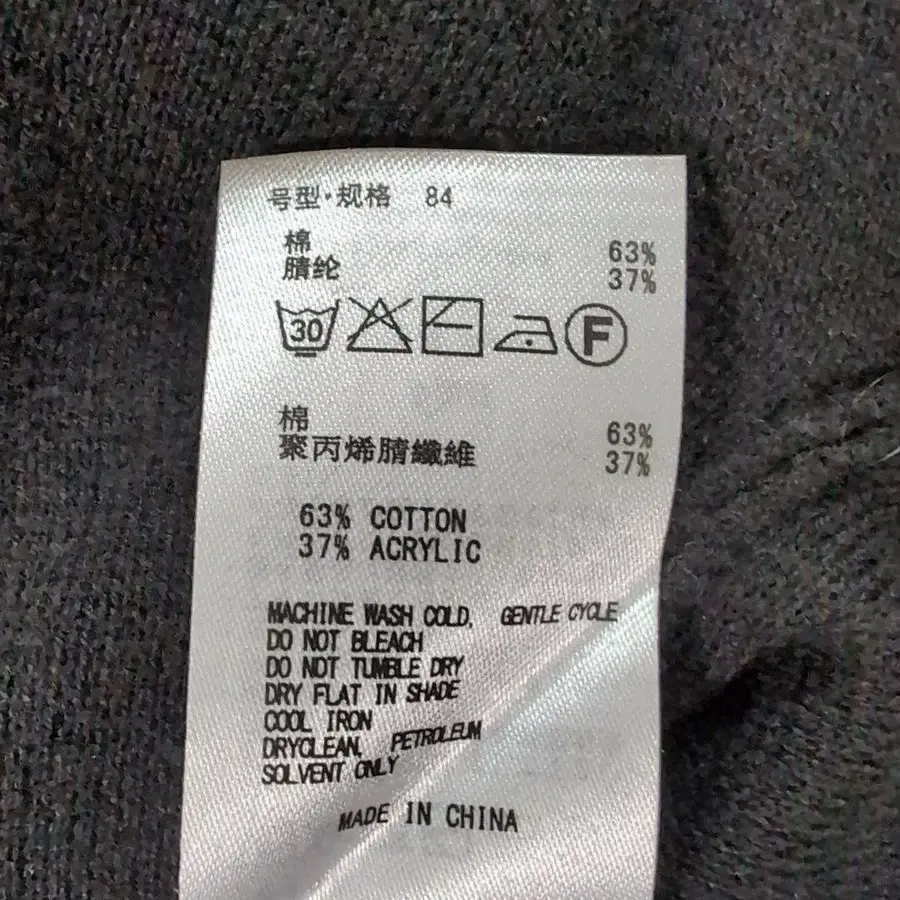 号型·规格 84
棉 63%
腈纶 37%
30 F
棉 63%
聚丙烯腈纖維 37%
63% COTTON
37% ACRYLIC
MACHINE WASH COLD, GENTLE CYCLE
DO NOT BLEACH
DO NOT TUMBLE DRY
DRY FLAT IN SHADE
COOL IRON
DRYCLEAN, PETROLEUM
SOLVENT ONLY
MADE IN CHINA